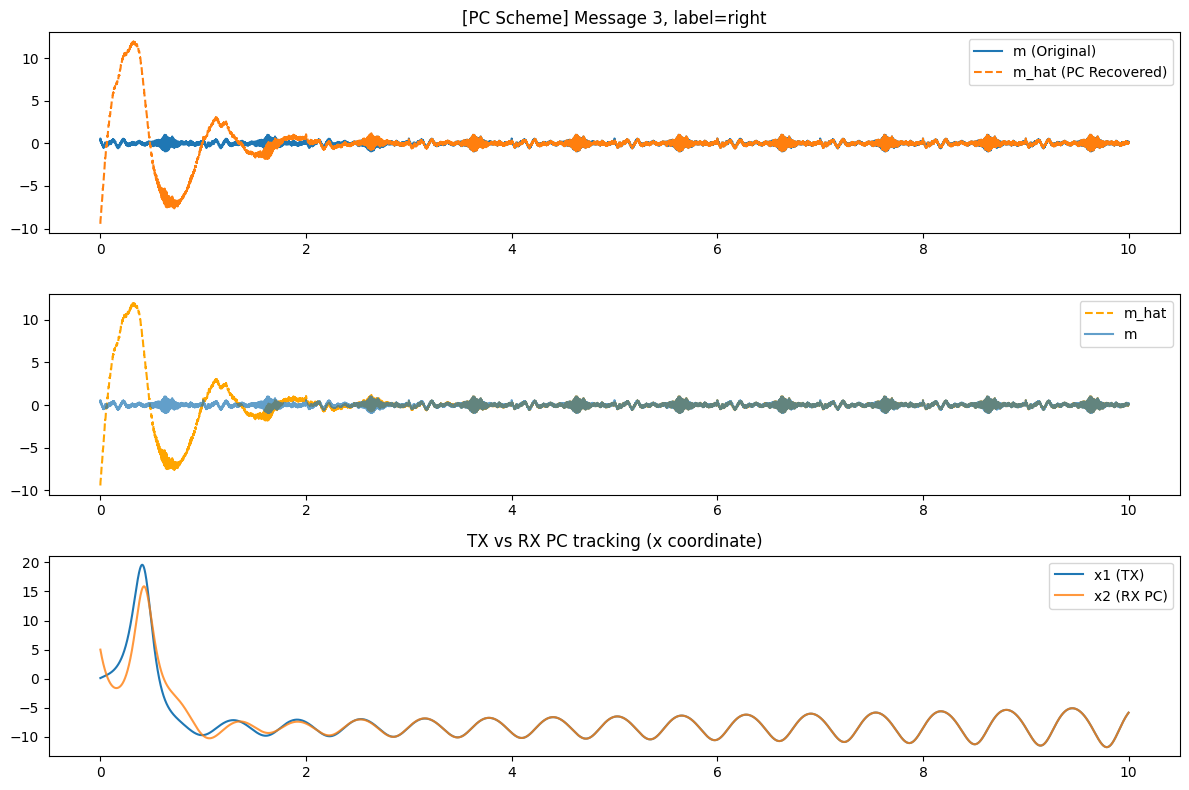 [PC Scheme] Message 3, label=right
m (Original)
m_hat (PC Recovered)
10
5
0
−5
−10
0 2 4 6 8 10
m_hat
m
10
5
0
−5
−10
0 2 4 6 8 10
TX vs RX PC tracking (x coordinate)
x1 (TX)
x2 (RX PC)
20
15
10
5
0
−5
−10
0 2 4 6 8 10